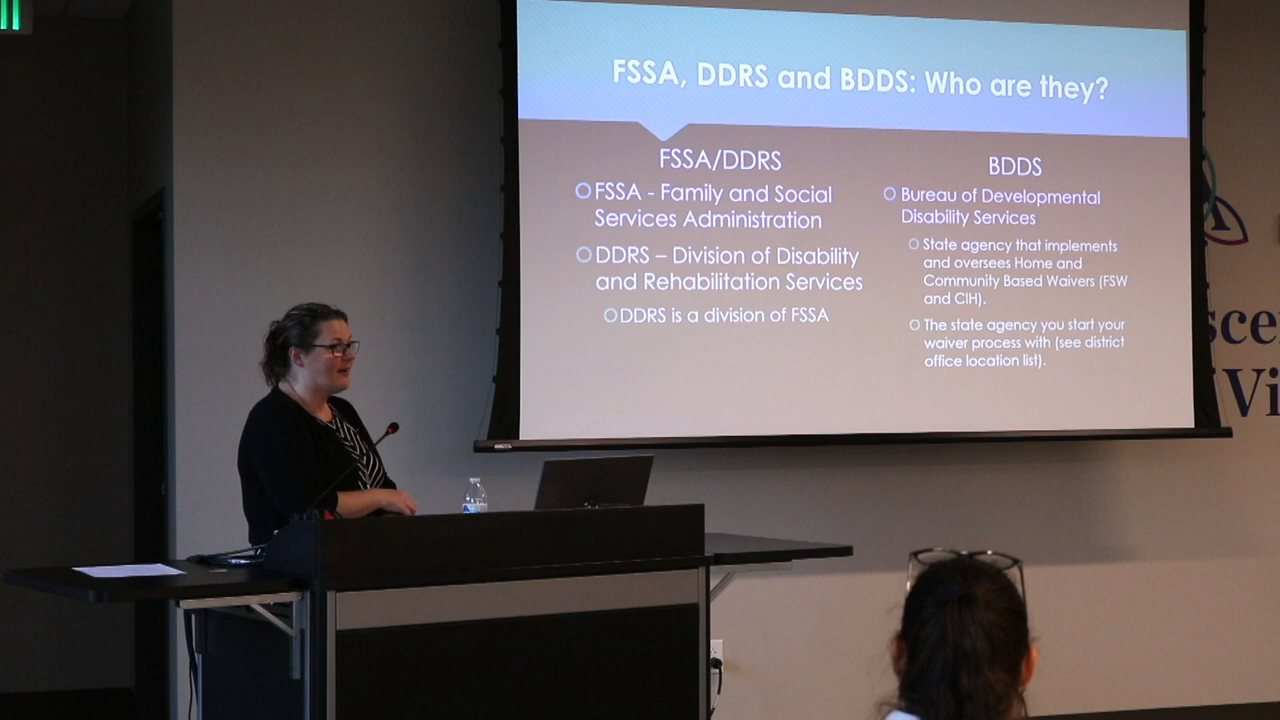 FSSA, DDRS and BDDS: Who are they?
FSSA/DDRS
FSSA - Family and Social
Services Administration
DDRS – Division of Disability
and Rehabilitation Services
DDRS is a division of FSSA
BDDS
Bureau of Developmental
Disability Services
State agency that implements
and oversees Home and
Community Based Waivers (FSW
and CIH).
The state agency you start your
waiver process with (see district
office location list).
sce
Vi